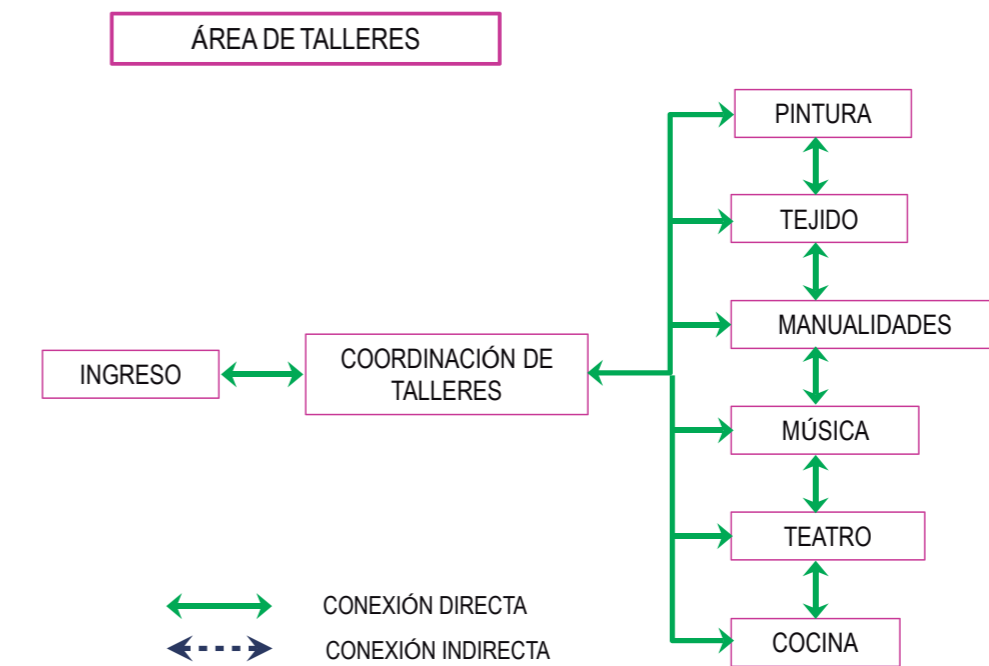 ÁREA DE TALLERES
PINTURA
TEJIDO
MANUALIDADES
INGRESO
COORDINACIÓN DE
TALLERES
MÚSICA
TEATRO
COCINA
CONEXIÓN DIRECTA
CONEXIÓN INDIRECTA